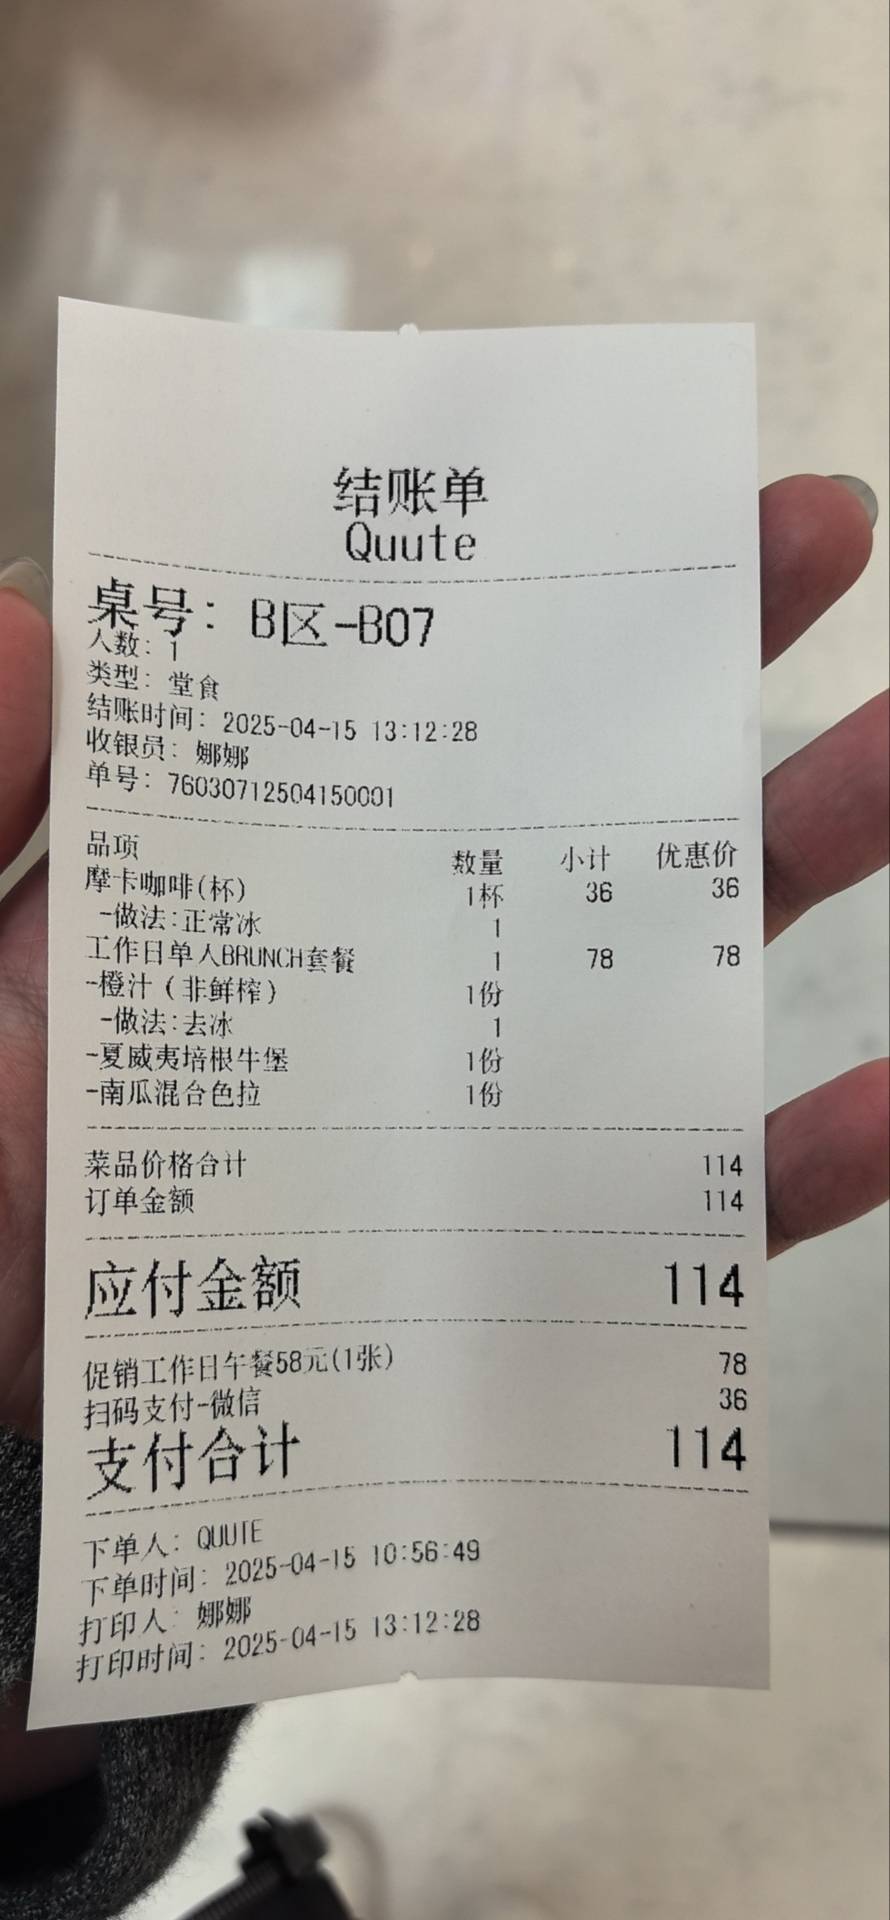 结账单
Quute
桌号: B区-B07
人数: 1
类型: 堂食
结账时间: 2025-04-15 13:12:28
收银员: 娜娜
单号: 76030712504150001
品项 数量 小计 优惠价
摩卡咖啡(杯) 1杯 36 36
-做法:正常冰 1
工作日单人BRUNCH套餐 1 78 78
-橙汁(非鲜榨) 1份
-做法:去冰 1
-夏威夷培根牛堡 1份
-南瓜混合色拉 1份
菜品价格合计 114
订单金额 114
应付金额 114
促销工作日午餐58元(1张) 78
扫码支付-微信 36
支付合计 114
下单人: QUUTE
下单时间: 2025-04-15 10:56:49
打印人: 娜娜
打印时间: 2025-04-15 13:12:28